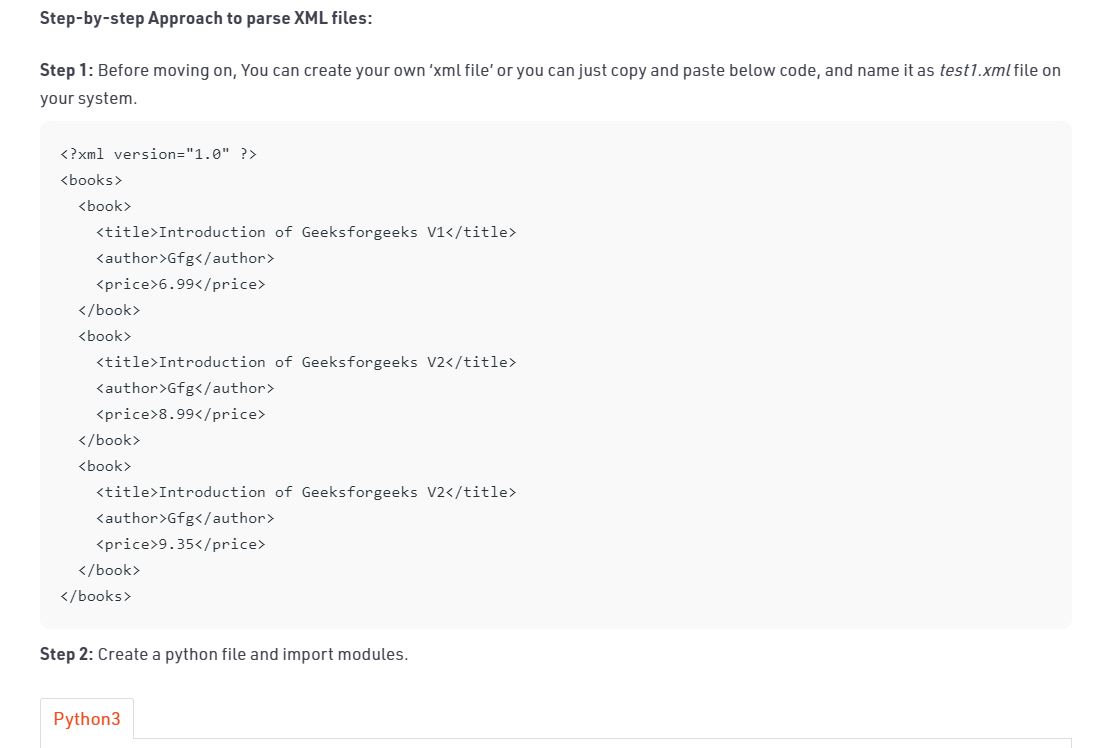 Step-by-step Approach to parse XML files:
Step 1: Before moving on, You can create your own ‘xml file’ or you can just copy and paste below code, and name it as test1.xml file on
your system.
<?xml version="1.0" ?>
<books>
  <book>
    <title>Introduction of Geeksforgeeks V1</title>
    <author>Gfg</author>
    <price>6.99</price>
  </book>
  <book>
    <title>Introduction of Geeksforgeeks V2</title>
    <author>Gfg</author>
    <price>8.99</price>
  </book>
  <book>
    <title>Introduction of Geeksforgeeks V2</title>
    <author>Gfg</author>
    <price>9.35</price>
  </book>
</books>
Step 2: Create a python file and import modules.
Python3